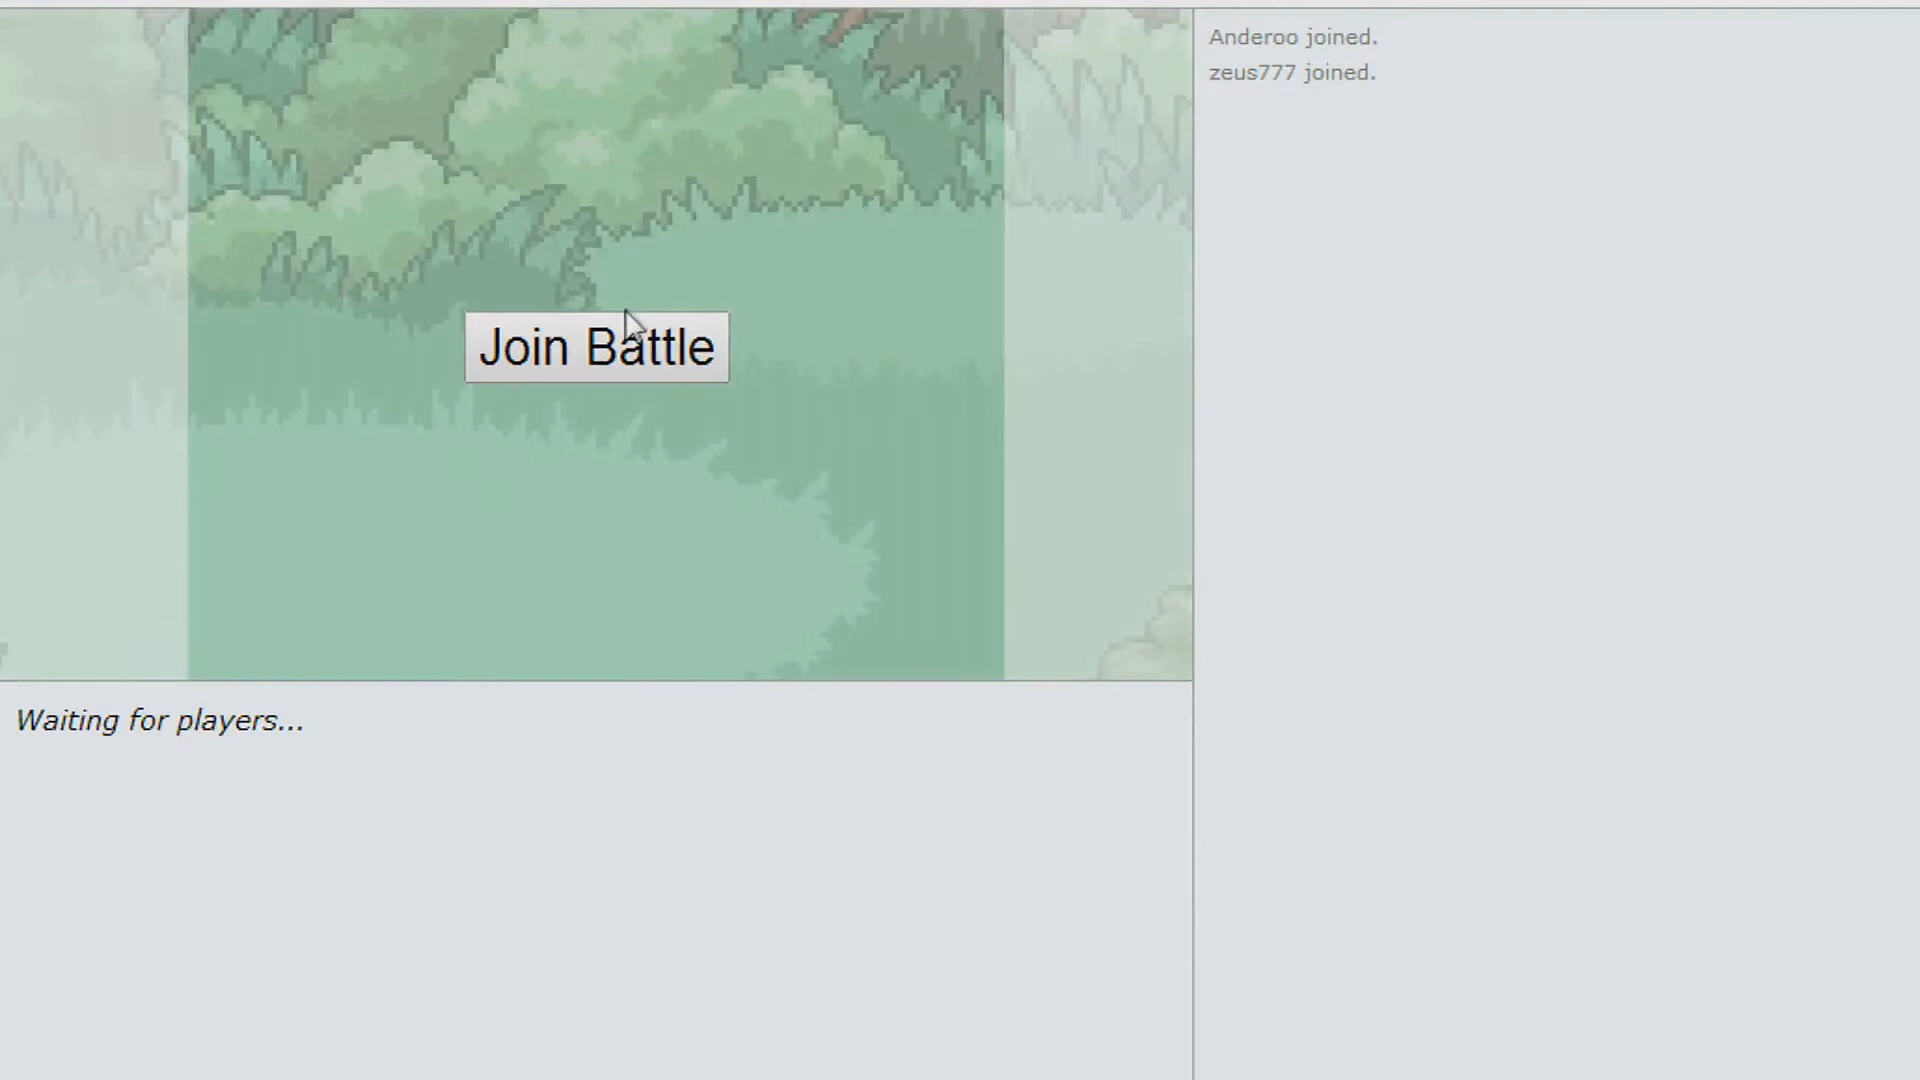 Anderoo joined.
zeus777 joined.
Join Battle
Waiting for players...